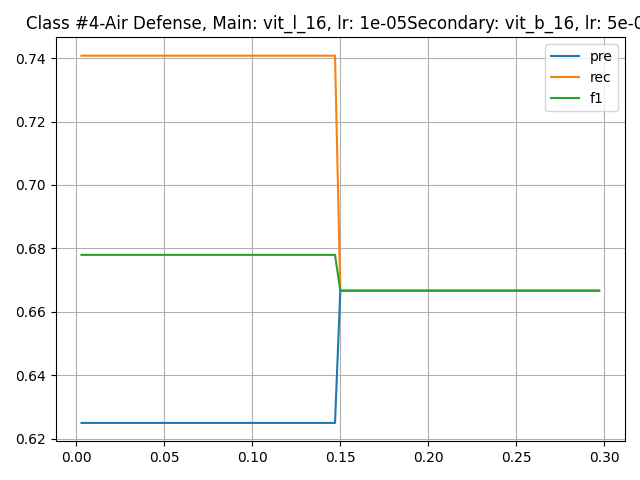 Class #4-Air Defense, Main: vit_l_16, lr: 1e-05Secondary: vit_b_16, lr: 5e-0
0.74
0.72
0.70
0.68
0.66
0.64
0.62
pre
rec
f1
0.00 0.05 0.10 0.15 0.20 0.25 0.30